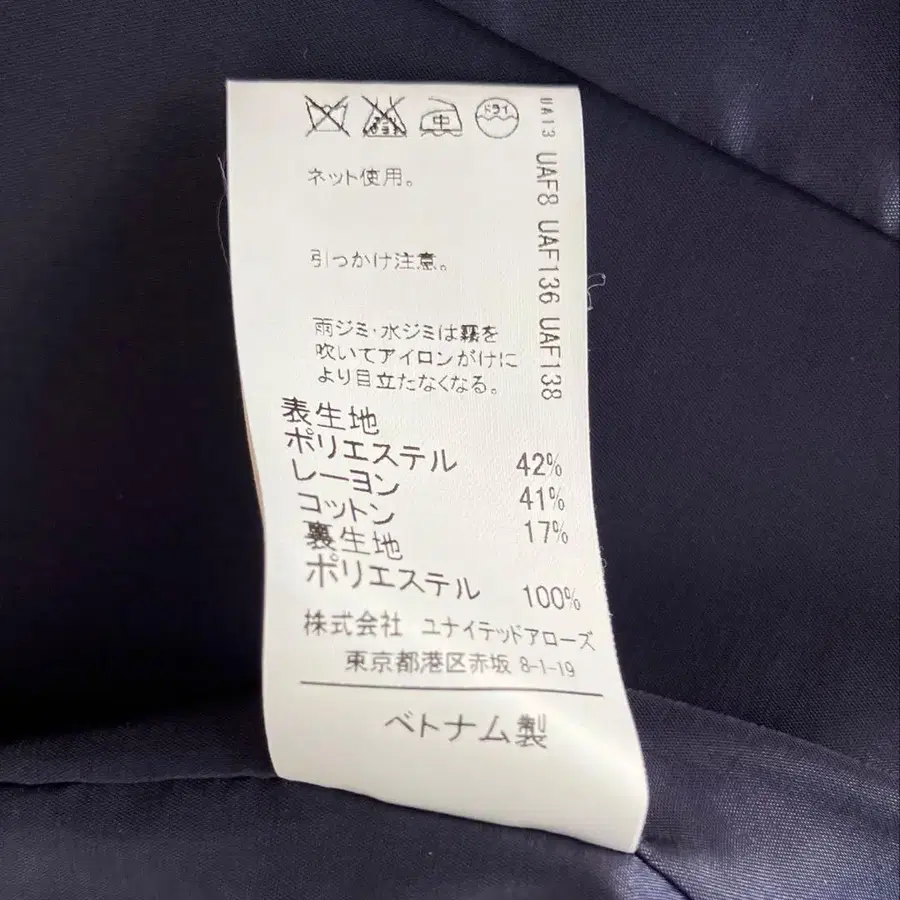 中
ドライ
ネット使用。
引っかけ注意。
雨ジミ・水ジミは霧を
吹いてアイロンがけに
より目立たなくなる。
表生地
ポリエステル 42%
レーヨン 41%
コットン 17%
裏生地
ポリエステル 100%
株式会社 ユナイテッドアローズ
東京都港区赤坂 8-1-19
ベトナム製
UA13 UAF8 UAF136 UAF138